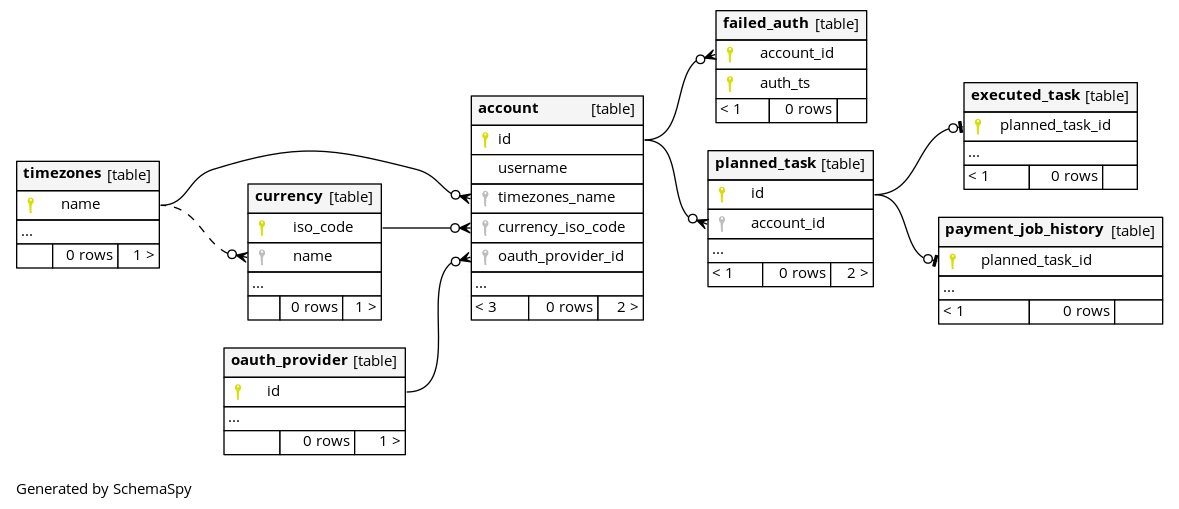 failed_auth [table]
account_id
auth_ts
< 1 0 rows
executed_task [table]
planned_task_id
...
< 1 0 rows
account [table]
id
username
timezones_name
currency_iso_code
oauth_provider_id
...
< 3 0 rows 2 >
planned_task [table]
id
account_id
...
< 1 0 rows 2 >
timezones [table]
name
...
0 rows 1 >
currency [table]
iso_code
name
...
0 rows 1 >
payment_job_history [table]
planned_task_id
...
< 1 0 rows
oauth_provider [table]
id
...
0 rows 1 >
Generated by SchemaSpy